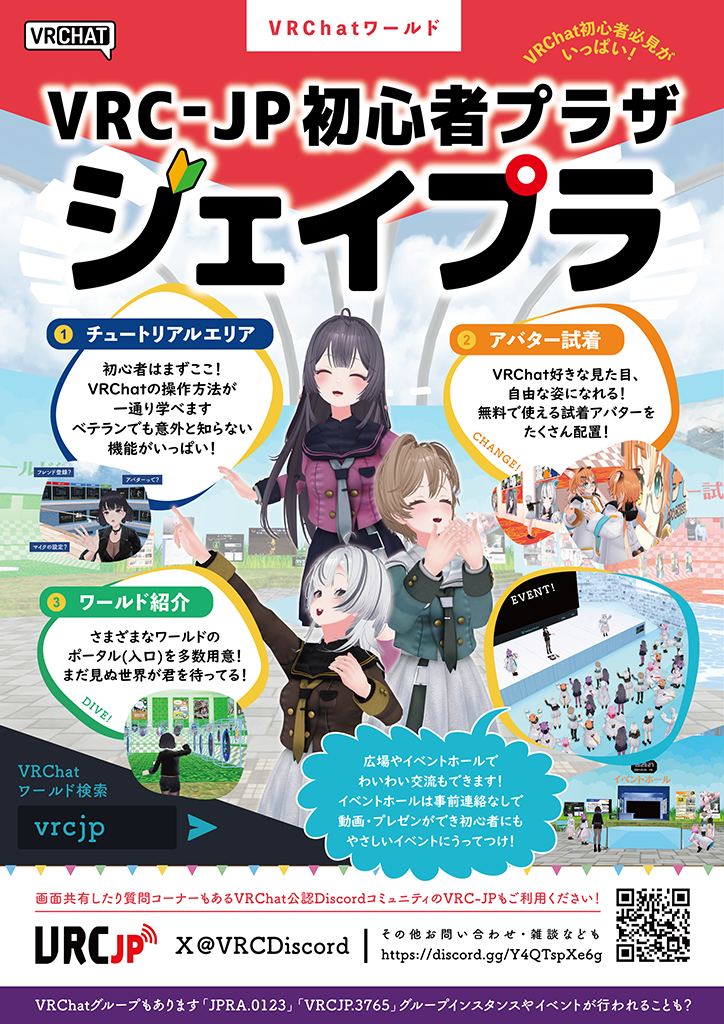 VRCHAT
VRChatワールド
VRChat初心者必見が
いっぱい!
VRC-JP初心者プラザ
ジェイプラ
1 チュートリアルエリア
初心者はまずここ!
VRChatの操作方法が
一通り学べます
ベテランでも意外と知らない
機能がいっぱい!
フレンド登録?
アバターって?
マイクの設定?
2 アバター試着
VRChat好きな見た目、
自由な姿になれる!
無料で使える試着アバターを
たくさん配置!
CHANGE!
3 ワールド紹介
さまざまなワールドの
ポータル(入口)を多数用意!
まだ見ぬ世界が君を待ってる!
DIVE!
EVENT!
広場やイベントホールで
わいわい交流もできます!
イベントホールは事前連絡なしで
動画・プレゼンができ初心者にも
やさしいイベントにうってつけ!
イベントホール
VRChat
ワールド検索
vrcjp
画面共有したり質問コーナーもあるVRChat公認DiscordコミュニティのVRC-JPもご利用ください!
VRCJP
X@VRCDiscord
その他お問い合わせ・雑談なども
https://discord.gg/Y4QTspXe6g
VRChatグループもあります「JPRA.0123」「VRCJP.3765」グループインスタンスやイベントが行われることも?